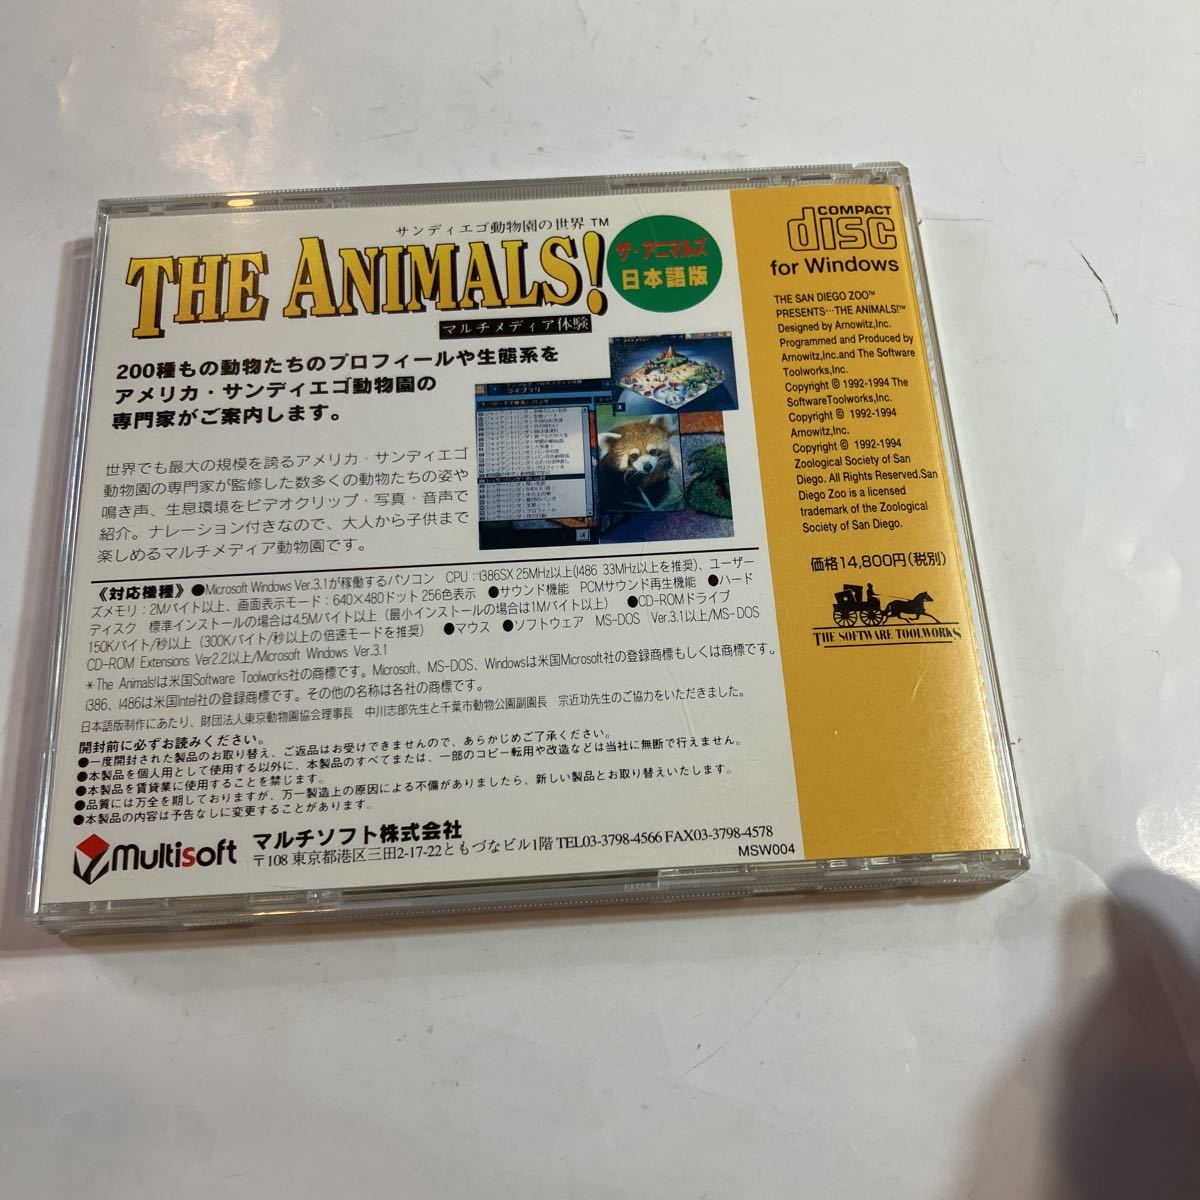 サンディエゴ動物園の世界 TM
THE ANIMALS!
マルチメディア体験
ザ・アニマルズ
日本語版
200種もの動物たちのプロフィールや生態系を
アメリカ・サンディエゴ動物園の
専門家がご案内します。
世界でも最大の規模を誇るアメリカ・サンディエゴ
動物園の専門家が監修した数多くの動物たちの姿や
鳴き声、生息環境をビデオクリップ・写真・音声で
紹介。ナレーション付きなので、大人から子供まで
楽しめるマルチメディア動物園です。
ライブラリ
《対応機種》●Microsoft Windows Ver.3.1が稼働するパソコン CPU:i386SX 25MHz以上(i486 33MHz以上を推奨)、ユーザー
ズメモリ:2Mバイト以上、画面表示モード:640×480ドット256色表示 ●サウンド機能 PCMサウンド再生機能 ●ハード
ディスク 標準インストールの場合は4.5Mバイト以上(最小インストールの場合は1Mバイト以上) ●CD-ROMドライブ
150Kバイト/秒以上(300Kバイト/秒以上の倍速モードを推奨) ●マウス ●ソフトウェア MS-DOS Ver.3.1以上/MS-DOS
CD-ROM Extensions Ver2.2以上/Microsoft Windows Ver.3.1
*The Animals!は米国Software Toolworks社の商標です。Microsoft、MS-DOS、Windowsは米国Microsoft社の登録商標もしくは商標です。
i386、i486は米国Intel社の登録商標です。その他の名称は各社の商標です。
日本語版制作にあたり、財団法人東京動物園協会理事長 中川志郎先生と千葉市動物公園副園長 宗近功先生のご協力をいただきました。
開封前に必ずお読みください。
●一度開封された製品のお取り替え、ご返品はお受けできませんので、あらかじめご了承ください。
●本製品を個人用として使用する以外に、本製品のすべてまたは、一部のコピー転用や改造などは当社に無断で行えません。
●本製品を賃貸業に使用することを禁じます。
●品質には万全を期しておりますが、万一製造上の原因による不備がありましたら、新しい製品とお取り替えいたします。
●本製品の内容は予告なしに変更することがあります。
Multisoft
マルチソフト株式会社
〒108 東京都港区三田2-17-22ともづなビル1階 TEL03-3798-4566 FAX03-3798-4578
MSW004
COMPACT
disc
for Windows
THE SAN DIEGO ZOO™
PRESENTS…THE ANIMALS!™
Designed by Arnowitz,Inc.
Programmed and Produced by
Arnowitz,Inc.and The Software
Toolworks,Inc.
Copyright © 1992-1994 The
SoftwareToolworks,Inc.
Copyright © 1992-1994
Arnowitz,Inc.
Copyright © 1992-1994
Zoological Society of San
Diego. All Rights Reserved.San
Diego Zoo is a licensed
trademark of the Zoological
Society of San Diego.
価格14,800円(税別)
THE SOFTWARE TOOLWORKS